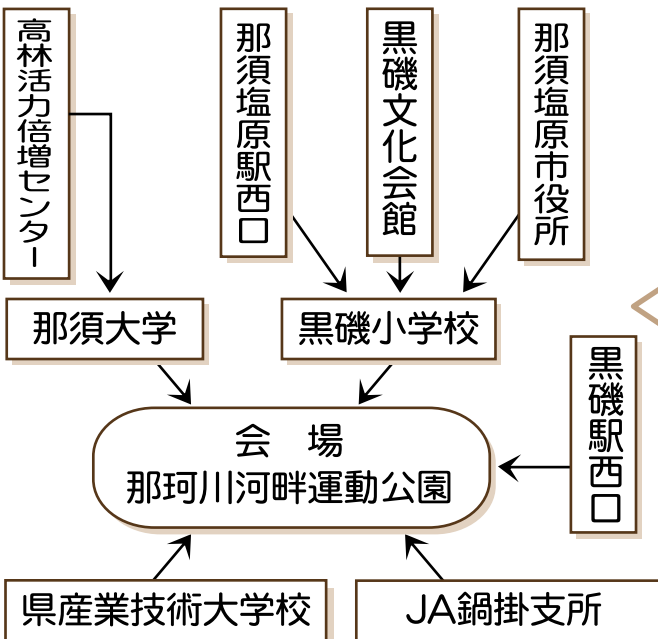 高林活力倍増センター
那須塩原駅西口
黒磯文化会館
那須塩原市役所
那須大学
黒磯小学校
黒磯駅西口
会　場
那珂川河畔運動公園
県産業技術大学校
JA鍋掛支所